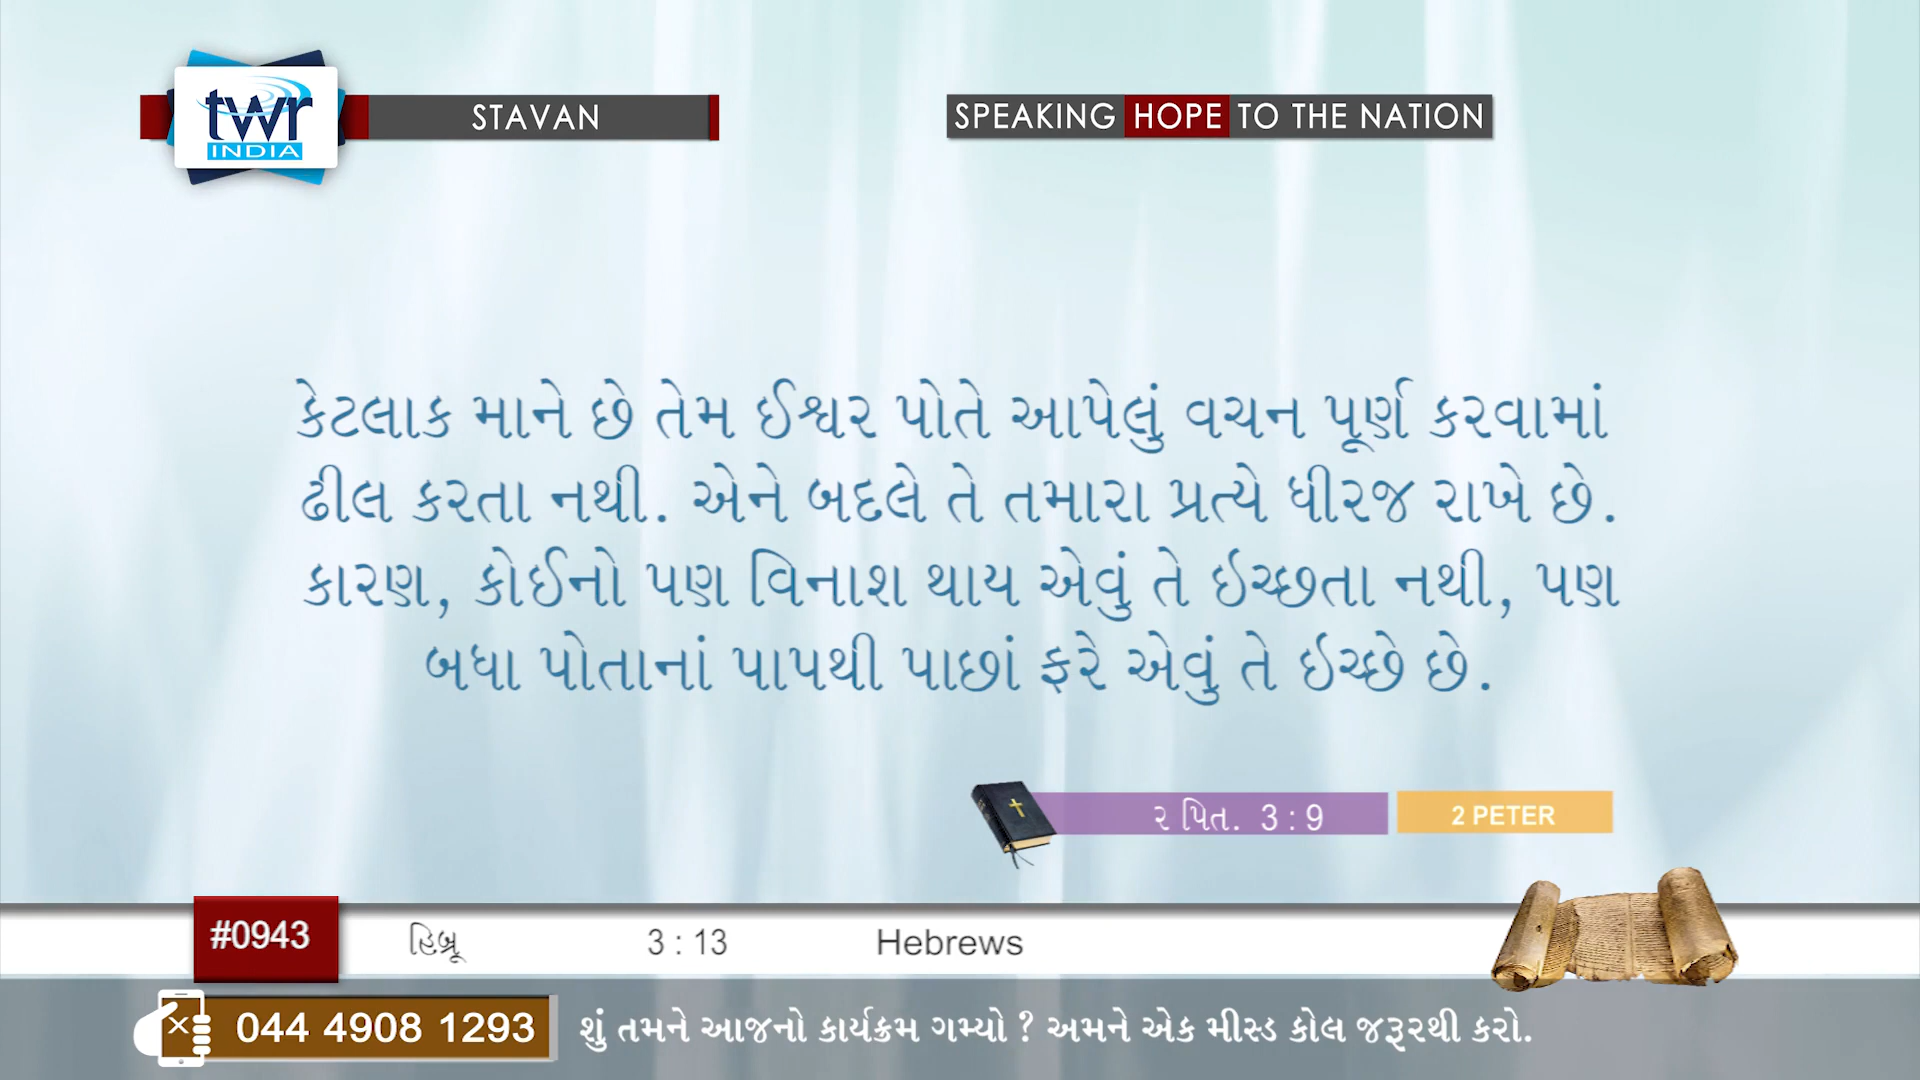 twr
INDIA
STAVAN
SPEAKING HOPE TO THE NATION
કેટલાક માને છે તેમ ઈશ્વર પોતે આપેલું વચન પૂર્ણ કરવામાં
ઢીલ કરતા નથી. એને બદલે તે તમારા પ્રત્યે ધીરજ રાખે છે.
કારણ, કોઈનો પણ વિનાશ થાય એવું તે ઇચ્છતા નથી, પણ
બધા પોતાનાં પાપથી પાછાં ફરે એવું તે ઇચ્છે છે.
૨ પિત. 3 : 9
2 PETER
#0943
હિબ્રૂ 3 : 13 Hebrews
044 4908 1293
શું તમને આજનો કાર્યક્રમ ગમ્યો ? અમને એક મીસ્ડ કોલ જરૂરથી કરો.